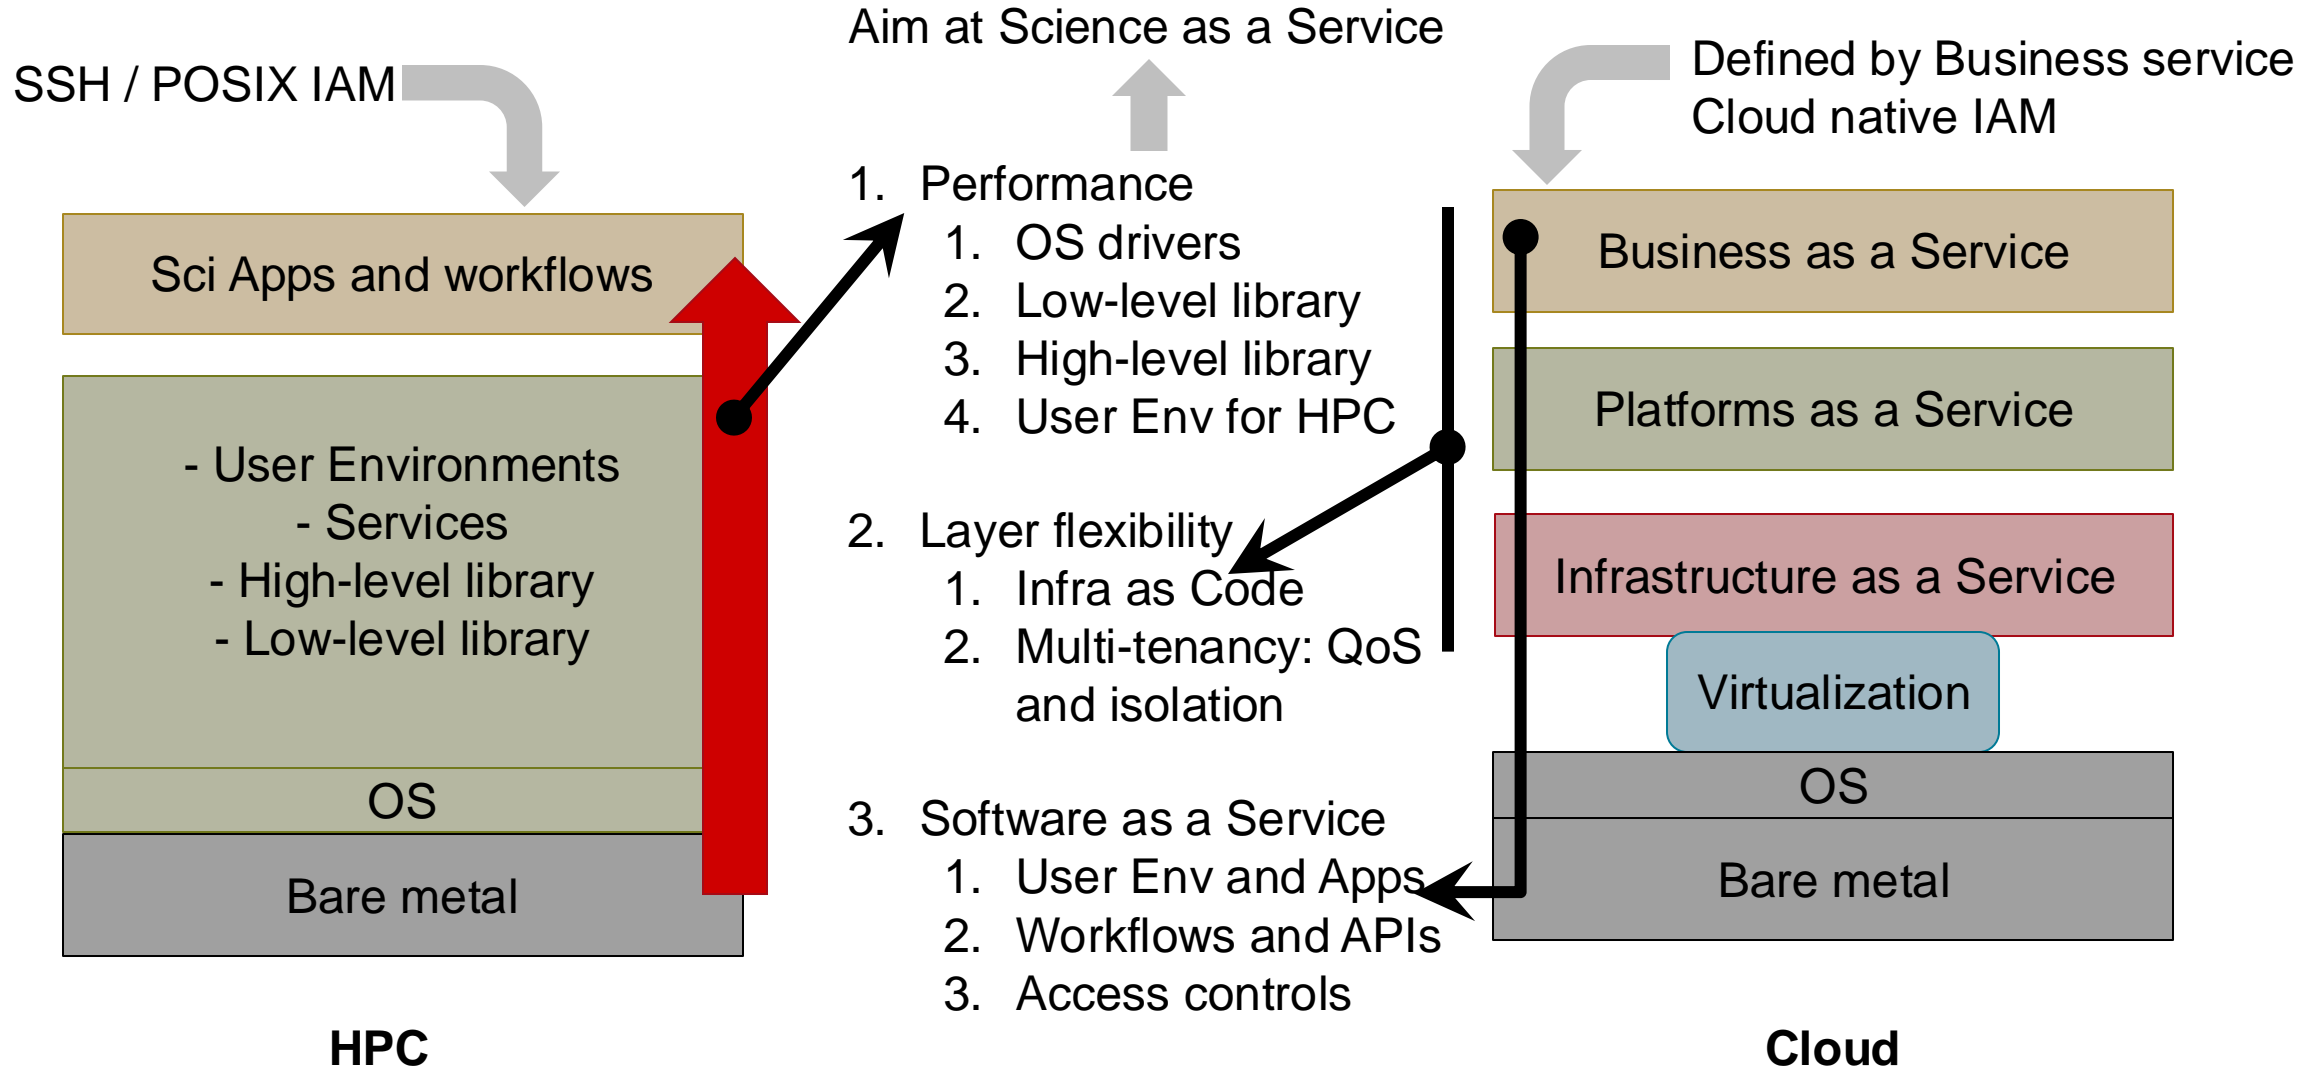 Aim at Science as a Service
SSH / POSIX IAM
Sci Apps and workflows
- User Environments
- Services
- High-level library
- Low-level library
OS
Bare metal
HPC
1. Performance
1. OS drivers
2. Low-level library
3. High-level library
4. User Env for HPC
2. Layer flexibility
1. Infra as Code
2. Multi-tenancy: QoS
and isolation
3. Software as a Service
1. User Env and Apps
2. Workflows and APIs
3. Access controls
Defined by Business service
Cloud native IAM
Business as a Service
Platforms as a Service
Infrastructure as a Service
Virtualization
OS
Bare metal
Cloud